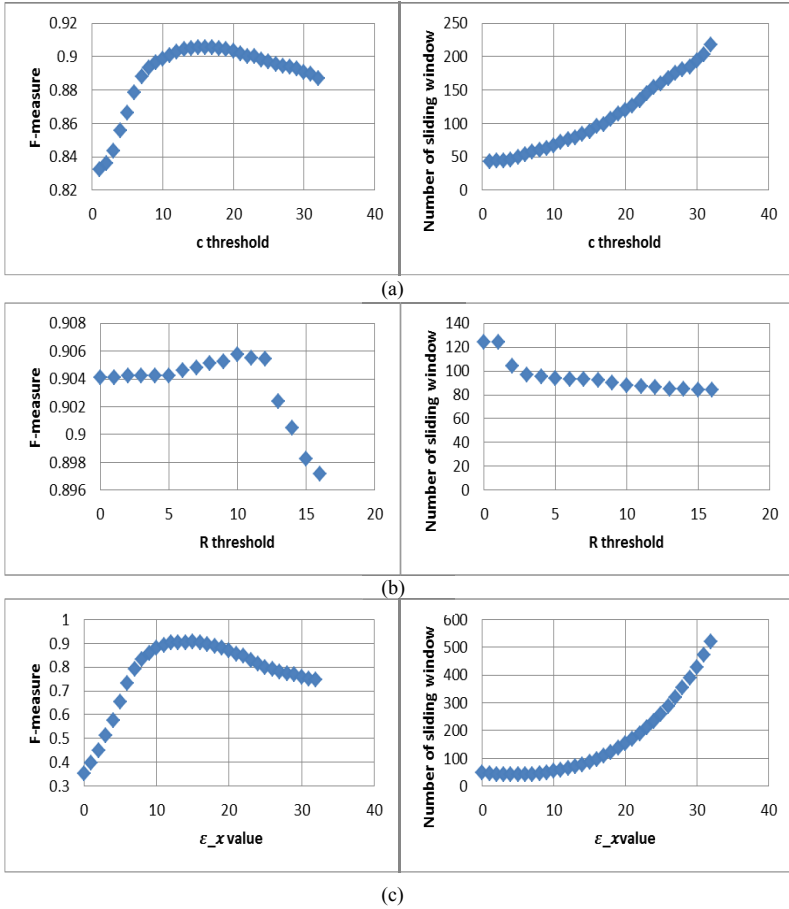 0.92
0.9
0.88
0.86
0.84
0.82
F-measure
0 10 20 30 40
c threshold
250
200
150
100
50
0
Number of sliding window
0 10 20 30 40
c threshold
(a)
0.908
0.906
0.904
0.902
0.9
0.898
0.896
F-measure
0 5 10 15 20
R threshold
140
120
100
80
60
40
20
0
Number of sliding window
0 5 10 15 20
R threshold
(b)
1
0.9
0.8
0.7
0.6
0.5
0.4
0.3
F-measure
0 10 20 30 40
ε_x value
600
500
400
300
200
100
0
Number of sliding window
0 10 20 30 40
ε_xvalue
(c)